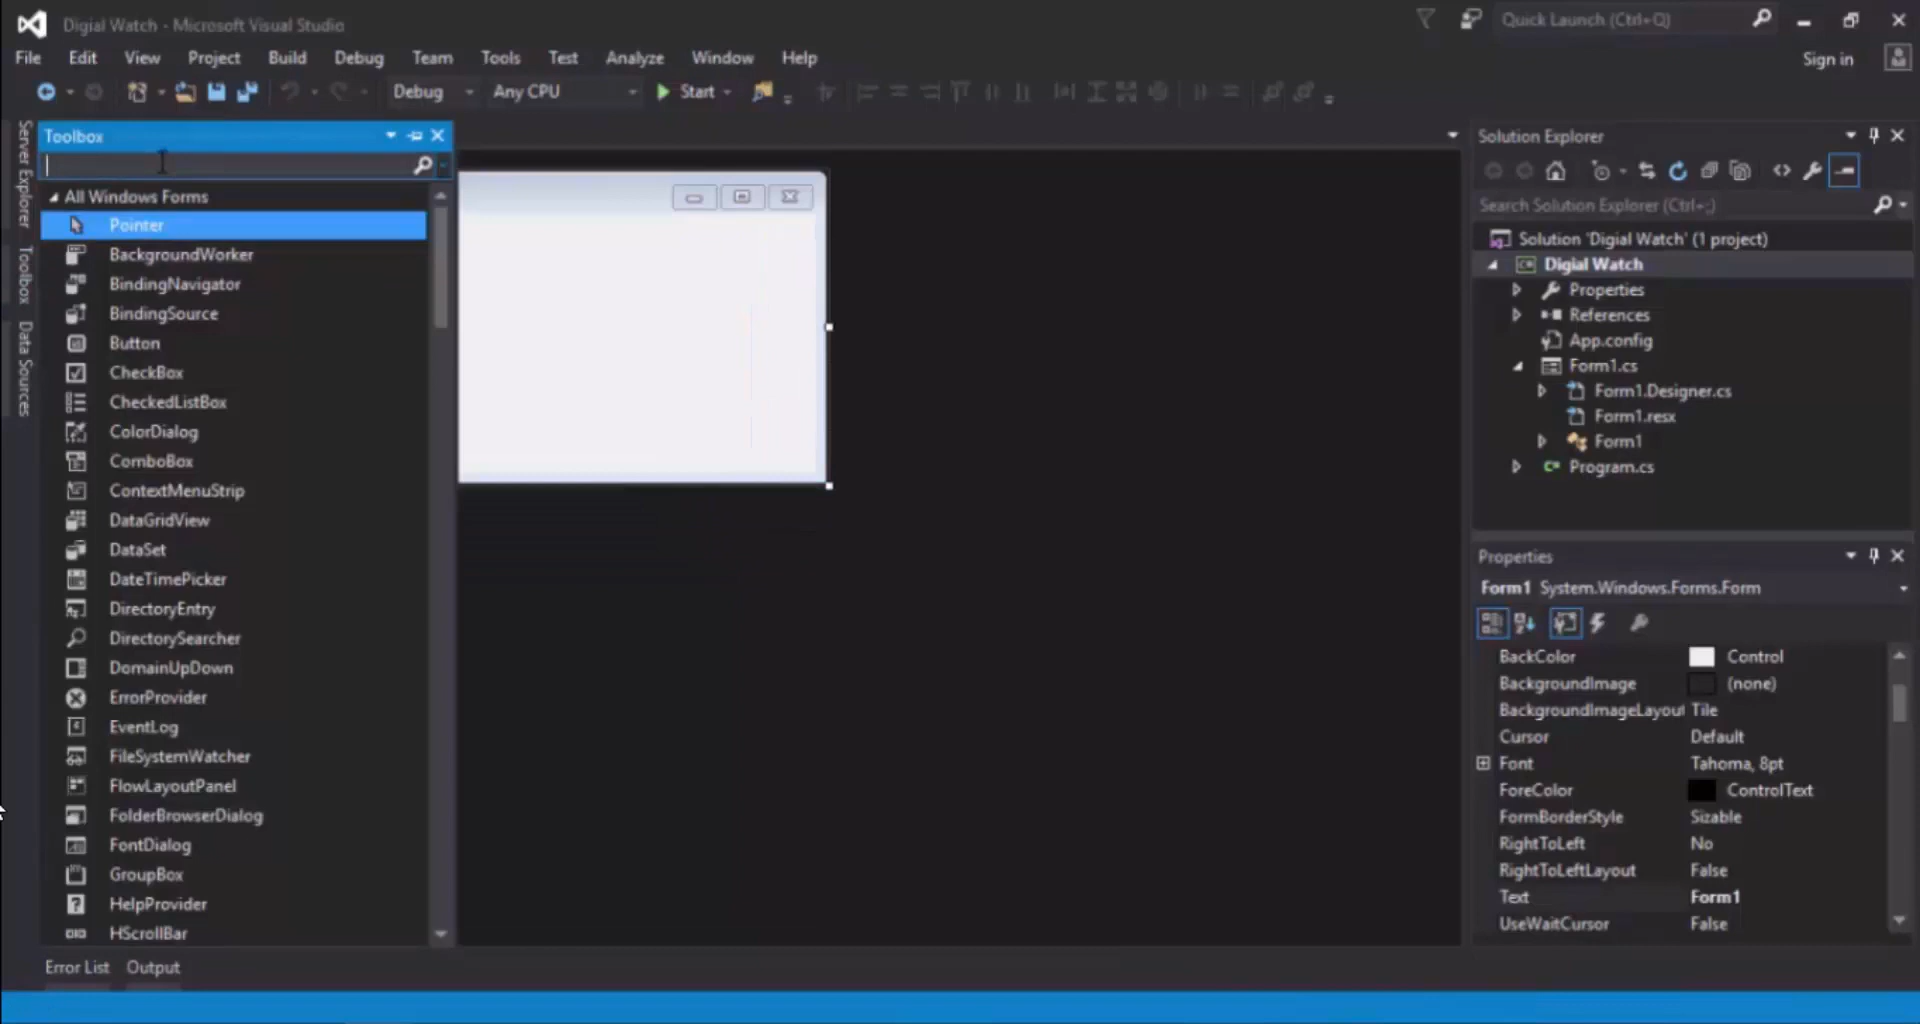 Digial Watch - Microsoft Visual Studio
Quick Launch (Ctrl+Q)
File Edit View Project Build Debug Team Tools Test Analyze Window Help
Sign in
Debug Any CPU Start
Server Explorer
Toolbox
Data Sources
Toolbox
All Windows Forms
Pointer
BackgroundWorker
BindingNavigator
BindingSource
Button
CheckBox
CheckedListBox
ColorDialog
ComboBox
ContextMenuStrip
DataGridView
DataSet
DateTimePicker
DirectoryEntry
DirectorySearcher
DomainUpDown
ErrorProvider
EventLog
FileSystemWatcher
FlowLayoutPanel
FolderBrowserDialog
FontDialog
GroupBox
HelpProvider
HScrollBar
Error List Output
Solution Explorer
Search Solution Explorer (Ctrl+;)
Solution 'Digial Watch' (1 project)
Digial Watch
Properties
References
App.config
Form1.cs
Form1.Designer.cs
Form1.resx
Form1
Program.cs
Properties
Form1 System.Windows.Forms.Form
BackColor Control
BackgroundImage (none)
BackgroundImageLayout Tile
Cursor Default
Font Tahoma, 8pt
ForeColor ControlText
FormBorderStyle Sizable
RightToLeft No
RightToLeftLayout False
Text Form1
UseWaitCursor False